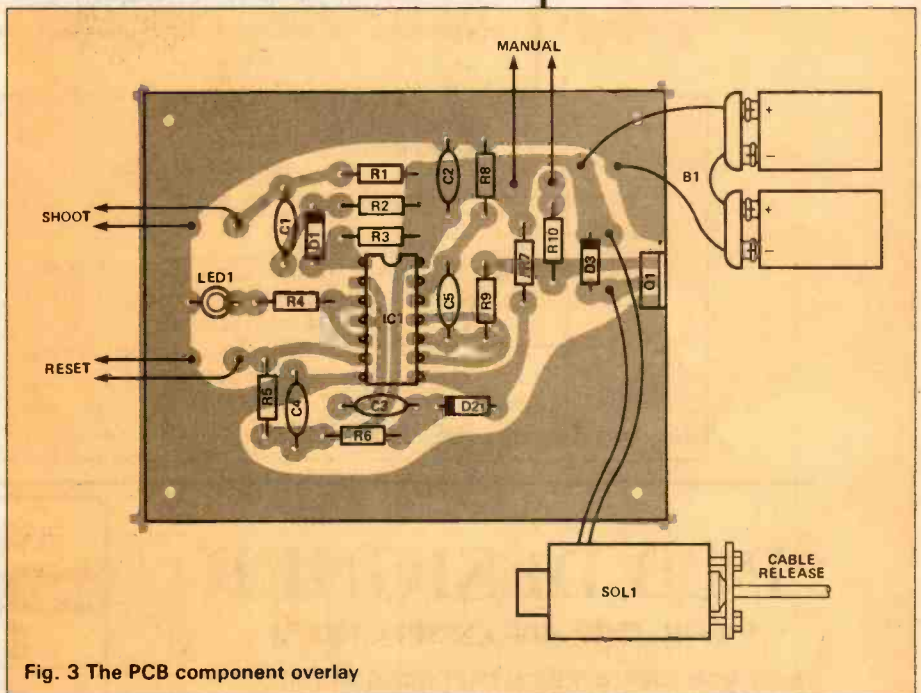 MANUAL
+
B1
-
+
-
SHOOT
RESET
R1
R2
R3
C1
D1
C2
R8
R7
R10
D3
Q1
LED1
R4
IC1
C5
R9
R5
C4
C3
D2
R6
SOL1
CABLE
RELEASE
Fig. 3 The PCB component overlay